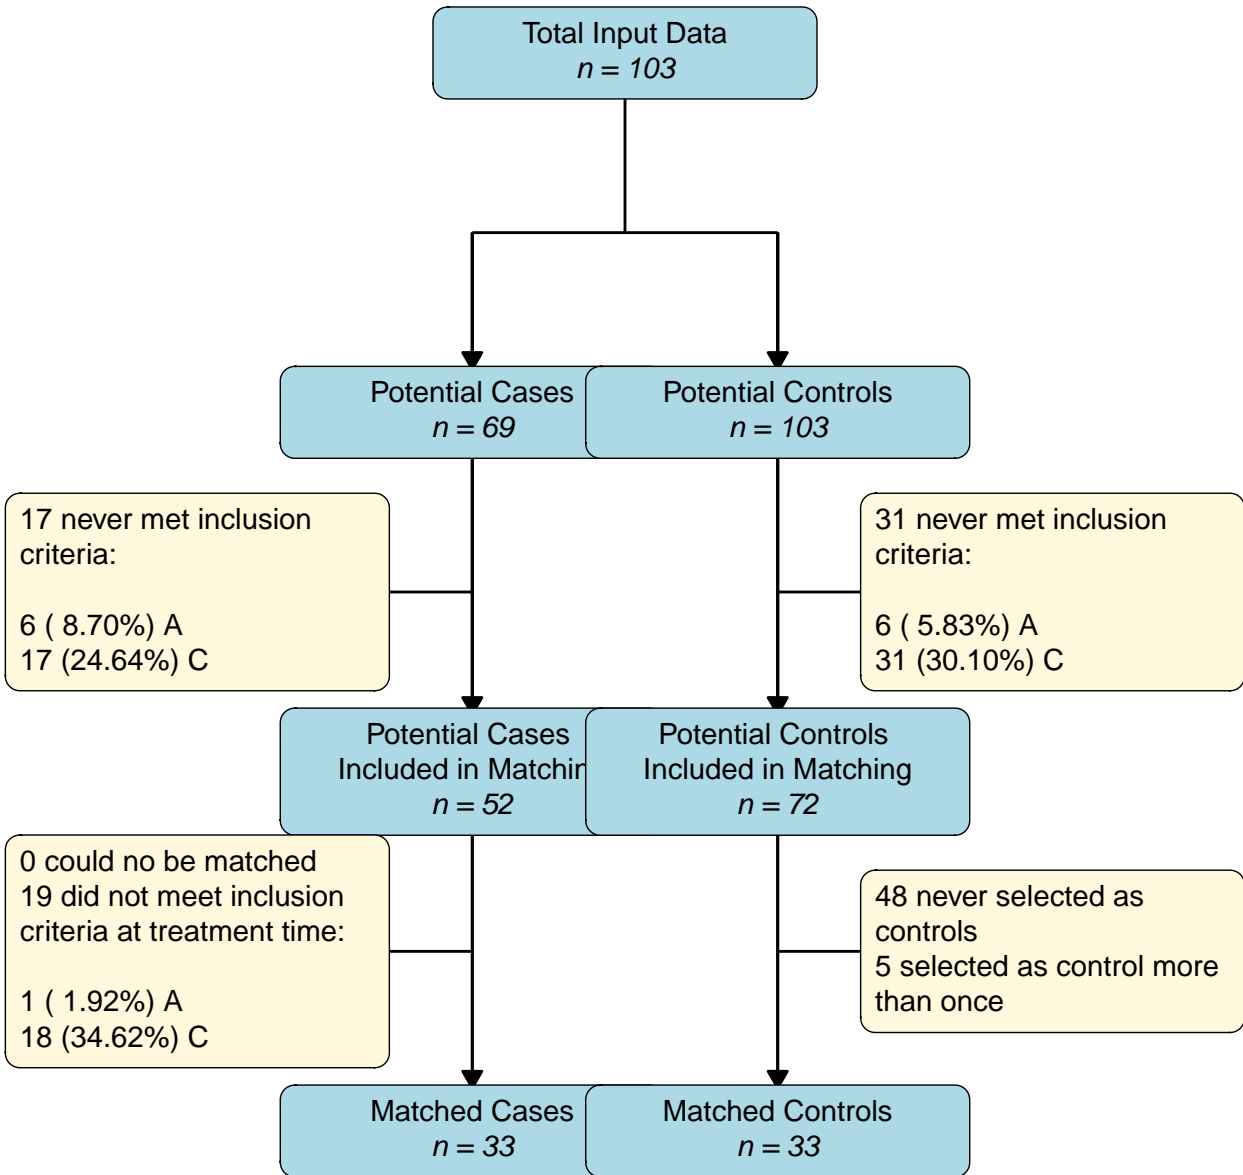 Total Input Data
n = 103
Potential Cases
n = 69
Potential Controls
n = 103
17 never met inclusion
criteria:
6 ( 8.70%) A
17 (24.64%) C
31 never met inclusion
criteria:
6 ( 5.83%) A
31 (30.10%) C
Potential Cases
Included in Matchin
n = 52
Potential Controls
Included in Matching
n = 72
0 could no be matched
19 did not meet inclusion
criteria at treatment time:
1 ( 1.92%) A
18 (34.62%) C
48 never selected as
controls
5 selected as control more
than once
Matched Cases
n = 33
Matched Controls
n = 33